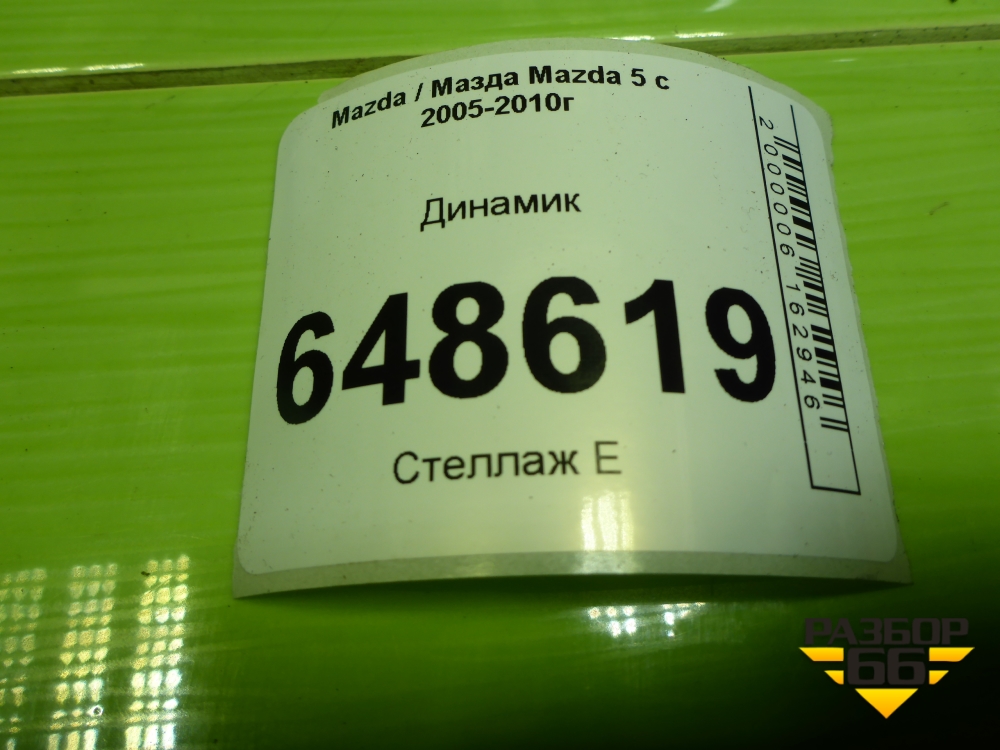 Mazda / Мазда Mazda 5 с
2005-2010г
Динамик
648619
Стеллаж Е
2000006162946
РАЗБОР
66